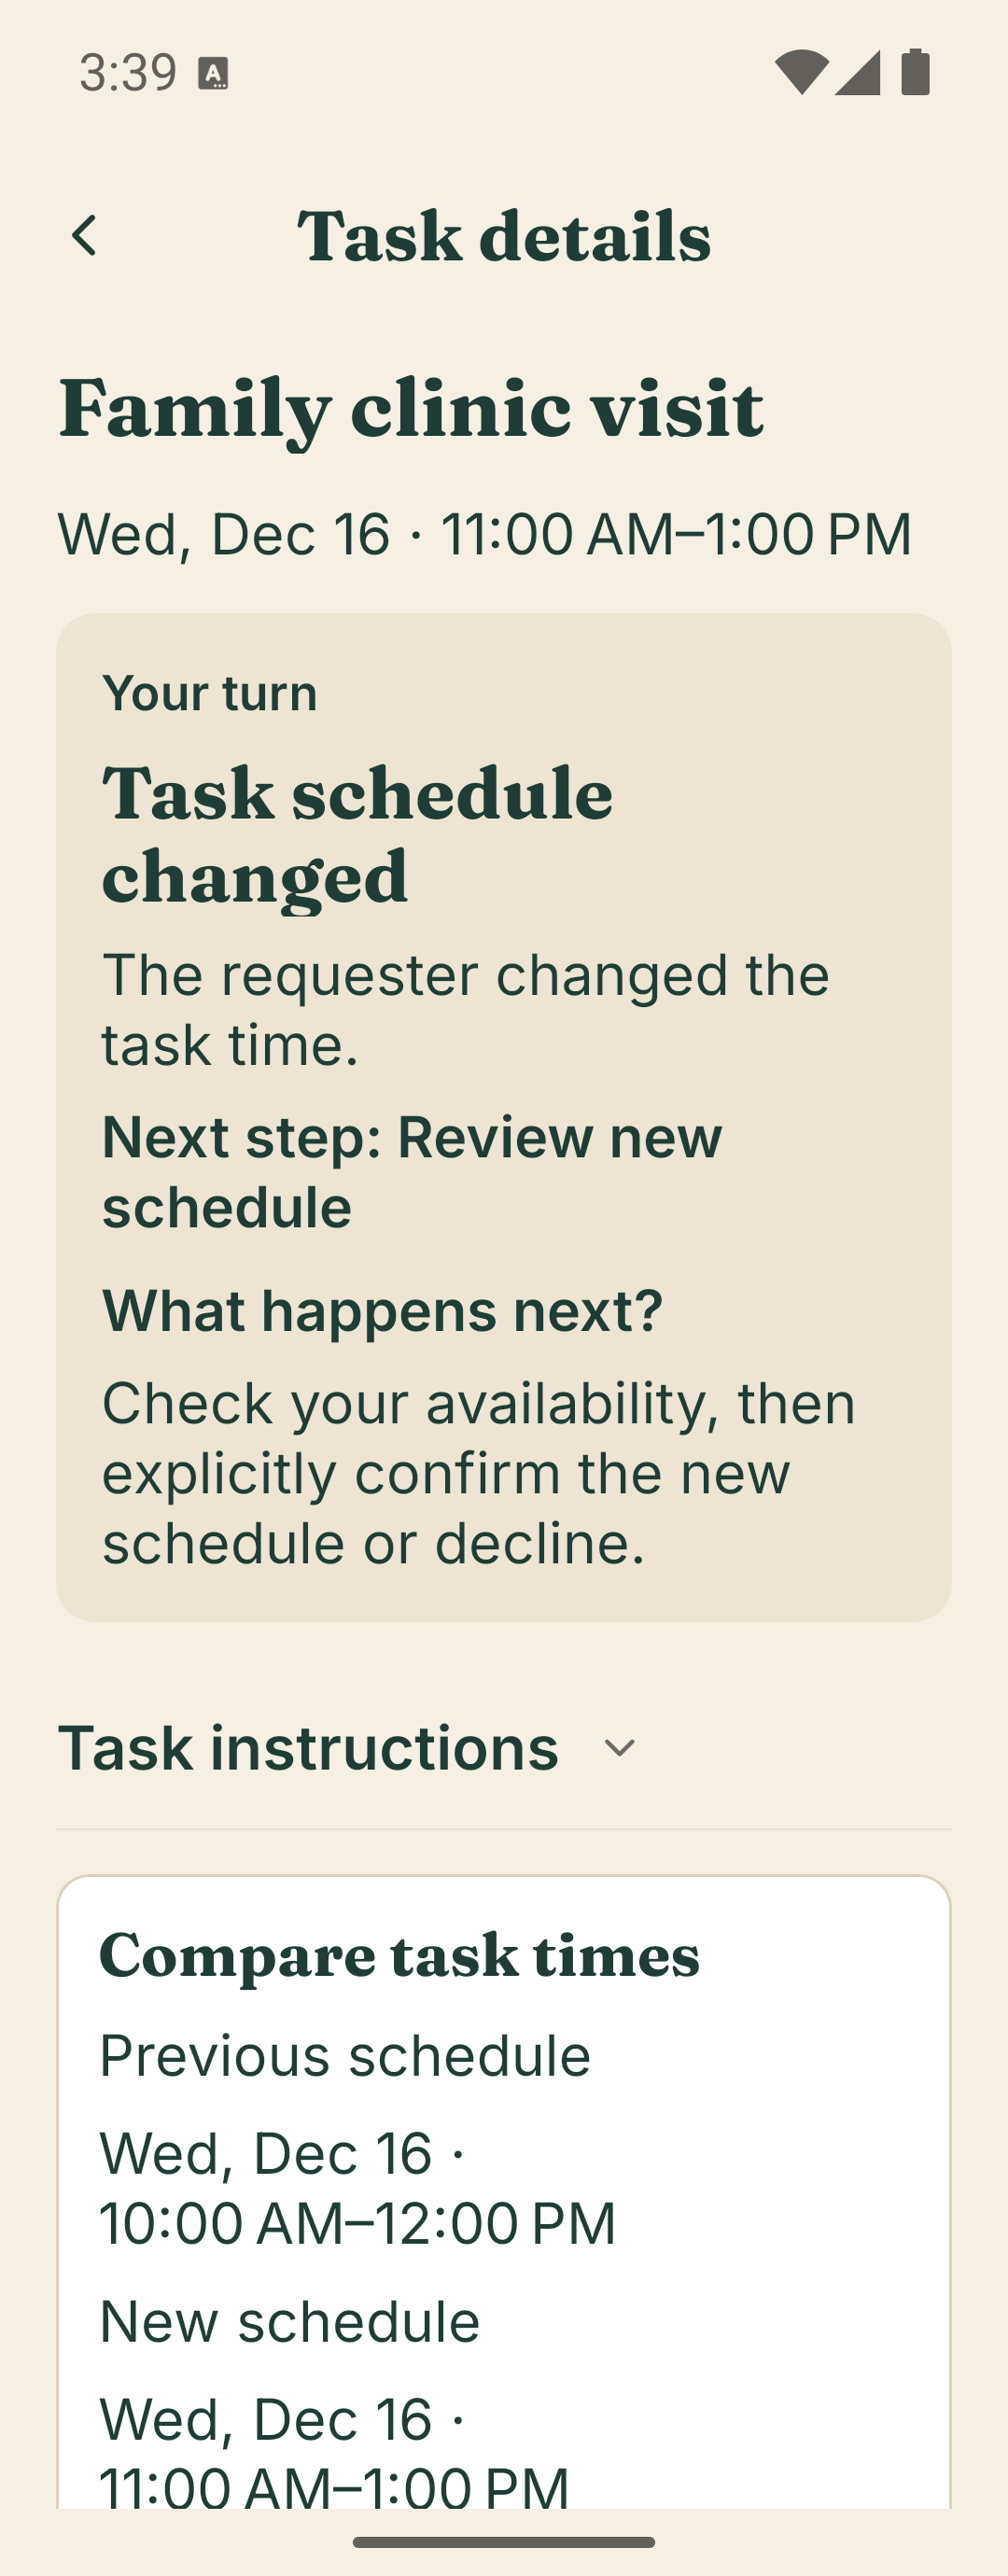 3:39
Task details
Family clinic visit
Wed, Dec 16 · 11:00 AM–1:00 PM
Your turn
Task schedule
changed
The requester changed the
task time.
Next step: Review new
schedule
What happens next?
Check your availability, then
explicitly confirm the new
schedule or decline.
Task instructions
Compare task times
Previous schedule
Wed, Dec 16 ·
10:00 AM–12:00 PM
New schedule
Wed, Dec 16 ·
11:00 AM–1:00 PM